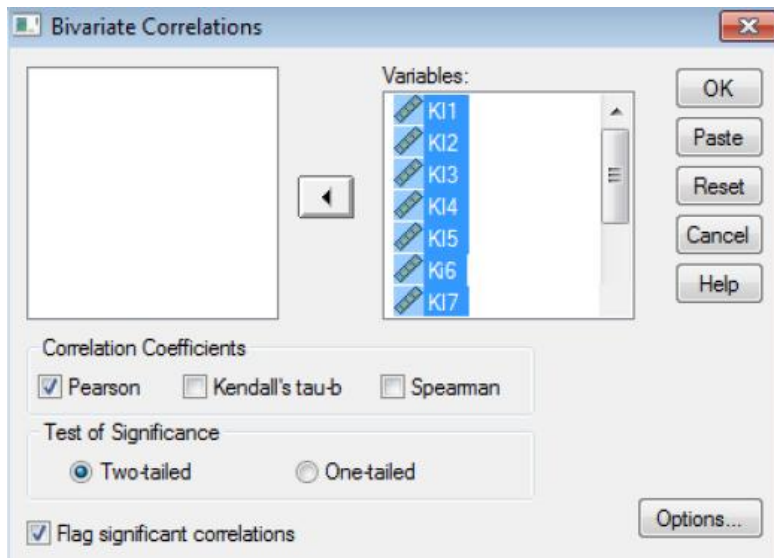 Bivariate Correlations
Variables:
KI1
KI2
KI3
KI4
KI5
Ki6
KI7
OK
Paste
Reset
Cancel
Help
Correlation Coefficients
Pearson Kendall's tau-b Spearman
Test of Significance
Two-tailed One-tailed
Flag significant correlations
Options...